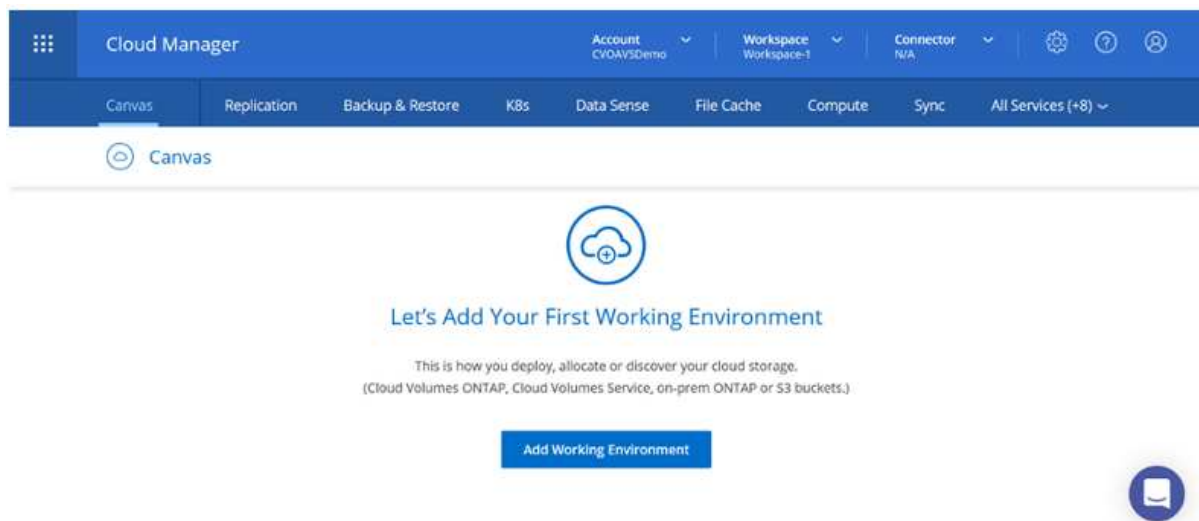 Cloud Manager
Account
CVOAVSDemo
Workspace
Workspace-1
Connector
N/A
Canvas Replication Backup & Restore K8s Data Sense File Cache Compute Sync All Services (+8)
Canvas
Let's Add Your First Working Environment
This is how you deploy, allocate or discover your cloud storage.
(Cloud Volumes ONTAP, Cloud Volumes Service, on-prem ONTAP or S3 buckets.)
Add Working Environment